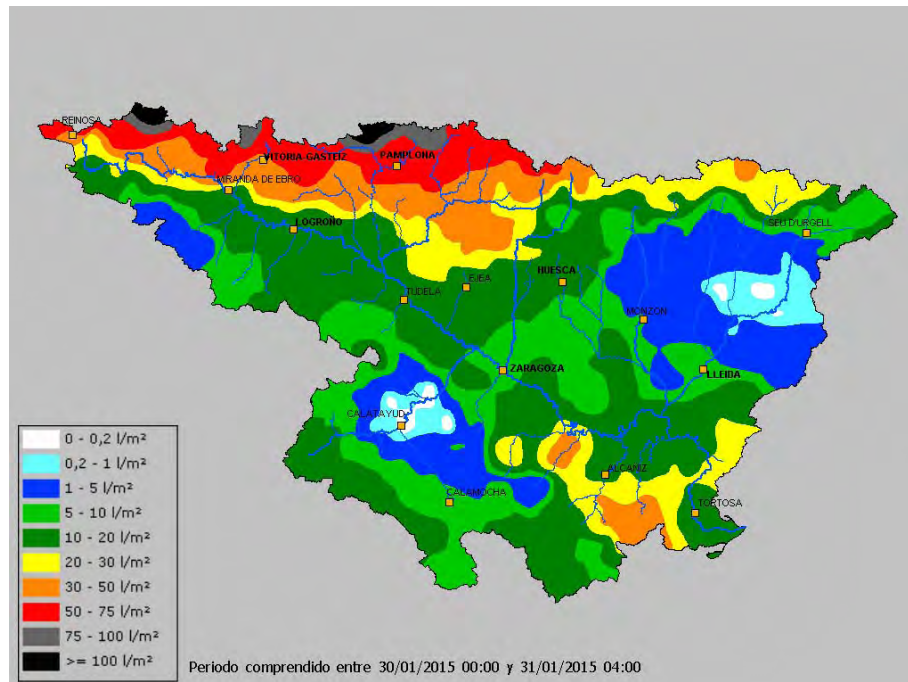 REINOSA
VITORIA-GASTEIZ
PAMPLONA
MIRANDA DE EBRO
LOGROÑO
SEU D'URGELL
HUESCA
EJEA
TUDELA
MONZON
ZARAGOZA
LLEIDA
CALATAYUD
ALCAÑIZ
CALAMOCHA
TORTOSA
0 - 0,2 l/m²
0,2 - 1 l/m²
1 - 5 l/m²
5 - 10 l/m²
10 - 20 l/m²
20 - 30 l/m²
30 - 50 l/m²
50 - 75 l/m²
75 - 100 l/m²
>= 100 l/m²
Periodo comprendido entre 30/01/2015 00:00 y 31/01/2015 04:00